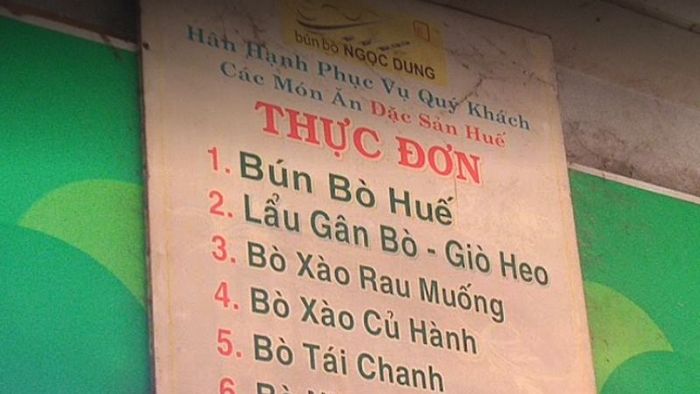 bún bò NGỌC DUNG
Hân Hạnh Phục Vụ Quý Khách
Các Món Ăn Đặc Sản Huế
THỰC ĐƠN
1. Bún Bò Huế
2. Lẩu Gân Bò - Giò Heo
3. Bò Xào Rau Muống
4. Bò Xào Củ Hành
5. Bò Tái Chanh
6. Bò